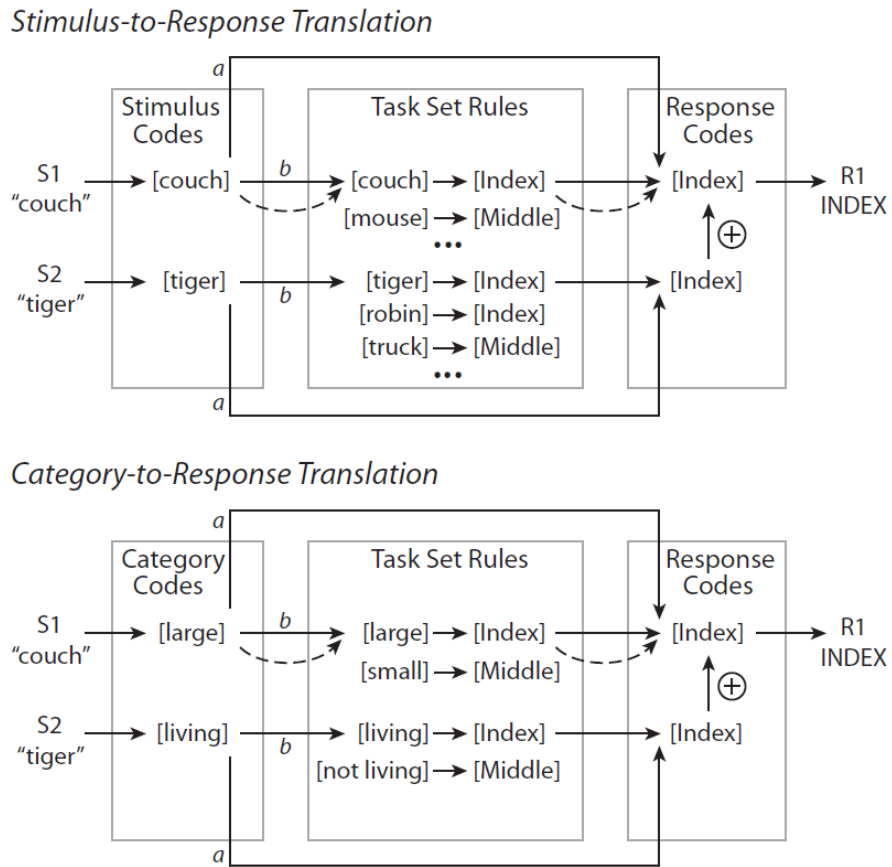 Stimulus-to-Response Translation
a
Stimulus Codes
Task Set Rules
Response Codes
S1 "couch"
[couch]
b
[couch] → [Index]
[Index]
R1 INDEX
[mouse] → [Middle]
•••
⊕
S2 "tiger"
[tiger]
b
[tiger] → [Index]
[Index]
[robin] → [Index]
[truck] → [Middle]
•••
a
Category-to-Response Translation
a
Category Codes
Task Set Rules
Response Codes
S1 "couch"
[large]
b
[large] → [Index]
[Index]
R1 INDEX
[small] → [Middle]
⊕
S2 "tiger"
[living]
b
[living] → [Index]
[Index]
[not living] → [Middle]
a